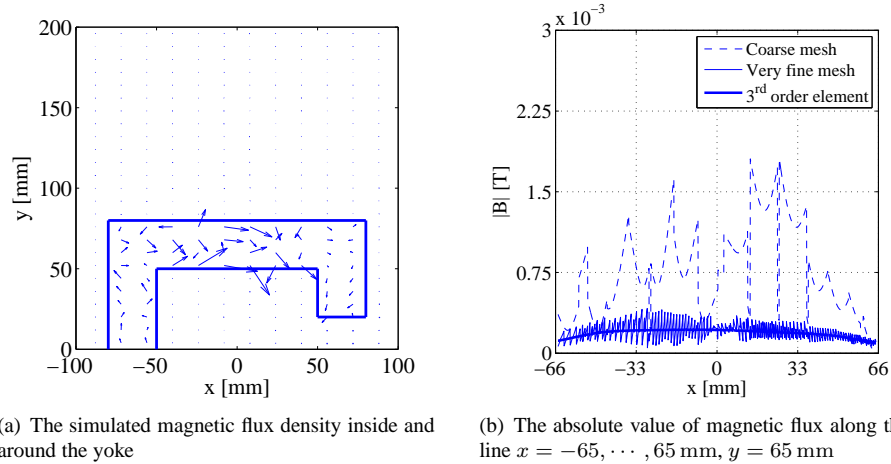 200
150
100
50
0
y [mm]
−100
−50
0
50
100
x [mm]
x 10⁻³
3
2.25
1.5
0.75
0
|B| [T]
Coarse mesh
Very fine mesh
3rd order element
−66
−33
0
33
66
x [mm]
(a) The simulated magnetic flux density inside and
around the yoke
(b) The absolute value of magnetic flux along th
line x = −65, · · · , 65 mm, y = 65 mm